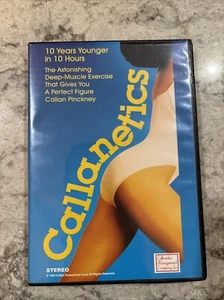 10 Years Younger
in 10 Hours
The Astonishing
Deep-Muscle Exercise
That Gives You
A Perfect Figure
Callan Pinckney
Callanetics
STEREO